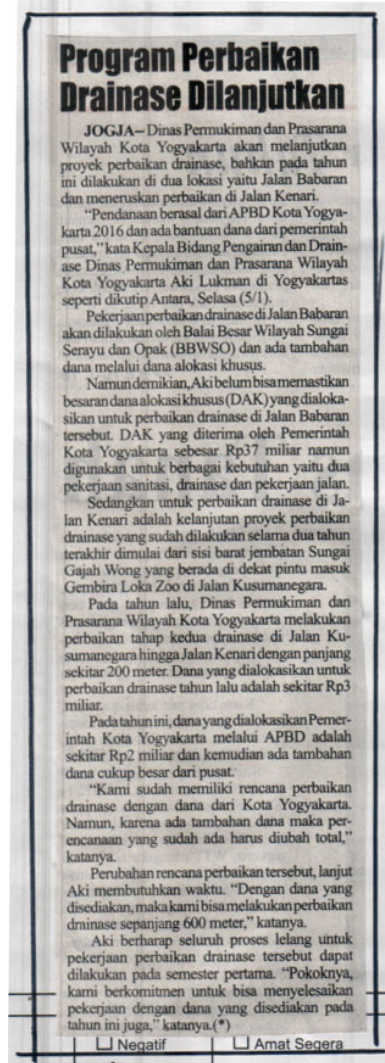 Program Perbaikan
Drainase Dilanjutkan
JOGJA– Dinas Permukiman dan Prasarana
Wilayah Kota Yogyakarta akan melanjutkan
proyek perbaikan drainase, bahkan pada tahun
ini dilakukan di dua lokasi yaitu Jalan Babaran
dan meneruskan perbaikan di Jalan Kenari.
“Pendanaan berasal dari APBD Kota Yogya-
karta 2016 dan ada bantuan dana dari pemerintah
pusat,” kata Kepala Bidang Pengairan dan Drain-
ase Dinas Permukiman dan Prasarana Wilayah
Kota Yogyakarta Aki Lukman di Yogyakartas
seperti dikutip Antara, Selasa (5/1).
Pekerjaan perbaikan drainase di Jalan Babaran
akan dilakukan oleh Balai Besar Wilayah Sungai
Serayu dan Opak (BBWSO) dan ada tambahan
dana melalui dana alokasi khusus.
Namun demikian, Aki belum bisa memastikan
besaran dana alokasi khusus (DAK) yang dialoka-
sikan untuk perbaikan drainase di Jalan Babaran
tersebut. DAK yang diterima oleh Pemerintah
Kota Yogyakarta sebesar Rp37 miliar namun
digunakan untuk berbagai kebutuhan yaitu dua
pekerjaan sanitasi, drainase dan pekerjaan jalan.
Sedangkan untuk perbaikan drainase di Ja-
lan Kenari adalah kelanjutan proyek perbaikan
drainase yang sudah dilakukan selama dua tahun
terakhir dimulai dari sisi barat jembatan Sungai
Gajah Wong yang berada di dekat pintu masuk
Gembira Loka Zoo di Jalan Kusumanegara.
Pada tahun lalu, Dinas Permukiman dan
Prasarana Wilayah Kota Yogyakarta melakukan
perbaikan tahap kedua drainase di Jalan Ku-
sumanegara hingga Jalan Kenari dengan panjang
sekitar 200 meter. Dana yang dialokasikan untuk
perbaikan drainase tahun lalu adalah sekitar Rp3
miliar.
Pada tahun ini, dana yang dialokasikan Pemer-
intah Kota Yogyakarta melalui APBD adalah
sekitar Rp2 miliar dan kemudian ada tambahan
dana cukup besar dari pusat.
“Kami sudah memiliki rencana perbaikan
drainase dengan dana dari Kota Yogyakarta.
Namun, karena ada tambahan dana maka per-
encanaan yang sudah ada harus diubah total,”
katanya.
Perubahan rencana perbaikan tersebut, lanjut
Aki membutuhkan waktu. “Dengan dana yang
disediakan, maka kami bisa melakukan perbaikan
drainase sepanjang 600 meter,” katanya.
Aki berharap seluruh proses lelang untuk
pekerjaan perbaikan drainase tersebut dapat
dilakukan pada semester pertama. “Pokoknya,
kami berkomitmen untuk bisa menyelesaikan
pekerjaan dengan dana yang disediakan pada
tahun ini juga,” katanya.(*)
Negatif Amat Segera